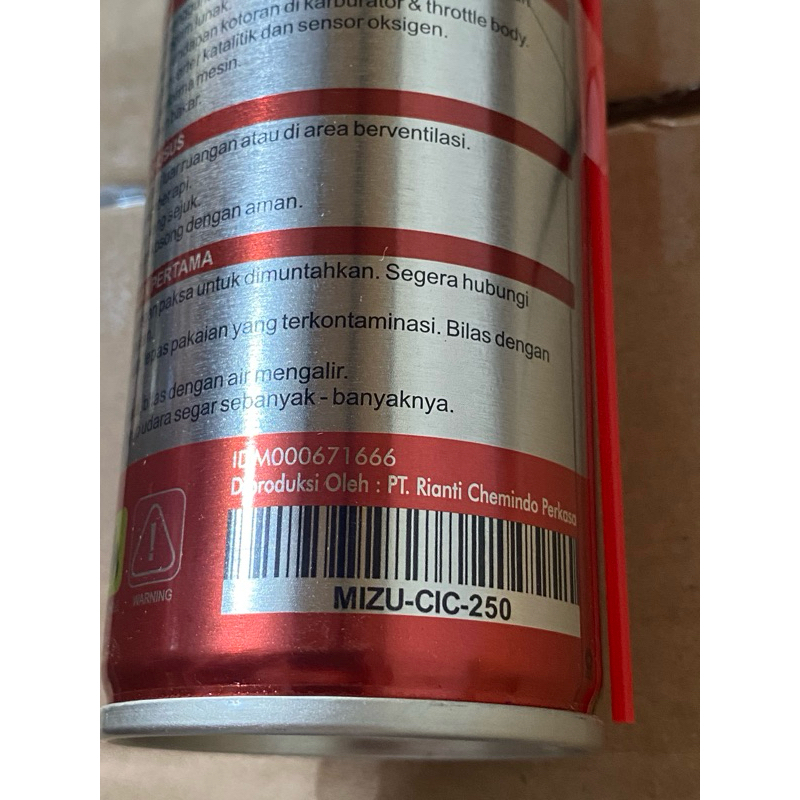 lunak.
kotoran di karburator & throttle body.
katalitik dan sensor oksigen.
mesin.
ruangan atau di area berventilasi.
api.
sejuk.
dengan aman.
PERTAMA
paksa untuk dimuntahkan. Segera hubungi
pakaian yang terkontaminasi. Bilas dengan
dengan air mengalir.
udara segar sebanyak - banyaknya.
IDM000671666
Diproduksi Oleh : PT. Rianti Chemindo Perkasa
WARNING
MIZU-CIC-250